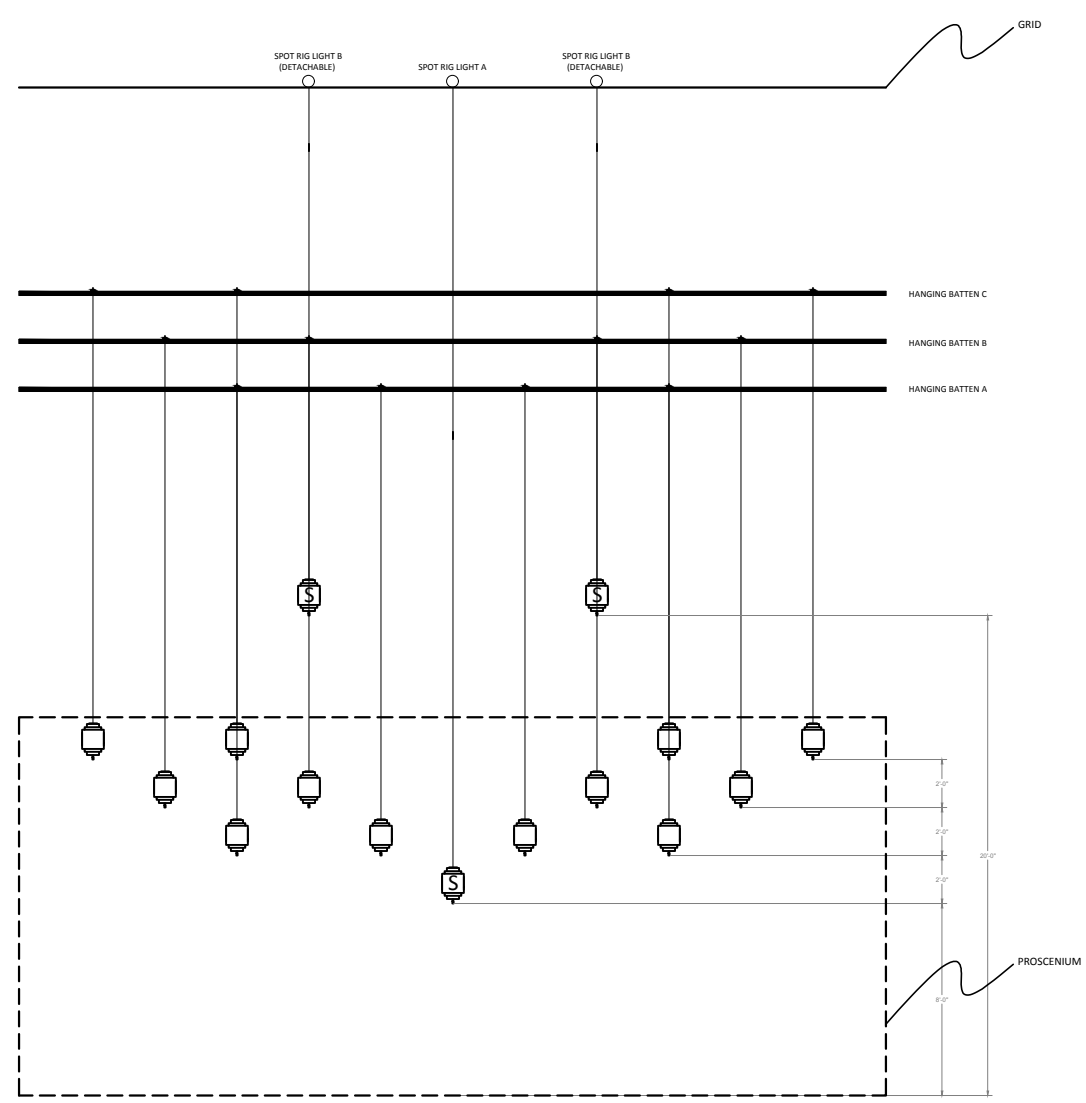 GRID
SPOT RIG LIGHT B
(DETACHABLE)
SPOT RIG LIGHT A
SPOT RIG LIGHT B
(DETACHABLE)
HANGING BATTEN C
HANGING BATTEN B
HANGING BATTEN A
S
S
2'-0"
2'-0"
20'-0"
2'-0"
S
PROSCENIUM
8'-0"